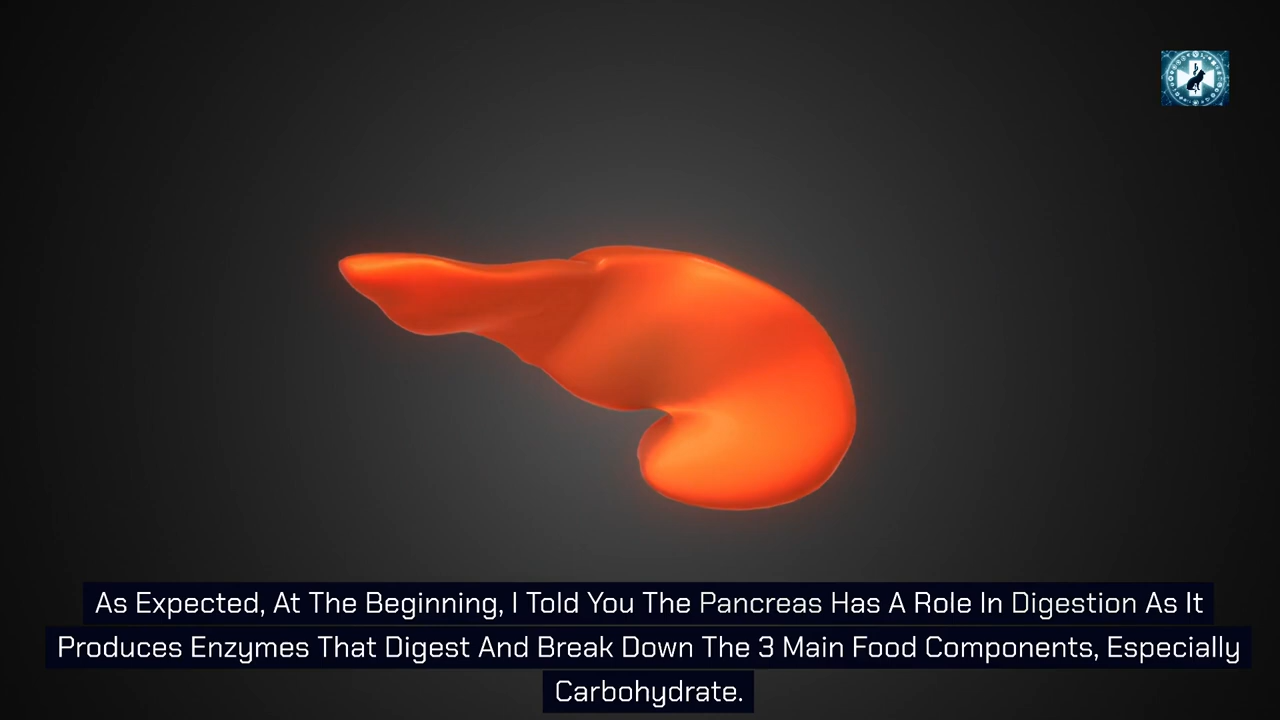 As Expected, At The Beginning, I Told You The Pancreas Has A Role In Digestion As It
Produces Enzymes That Digest And Break Down The 3 Main Food Components, Especially
Carbohydrate.